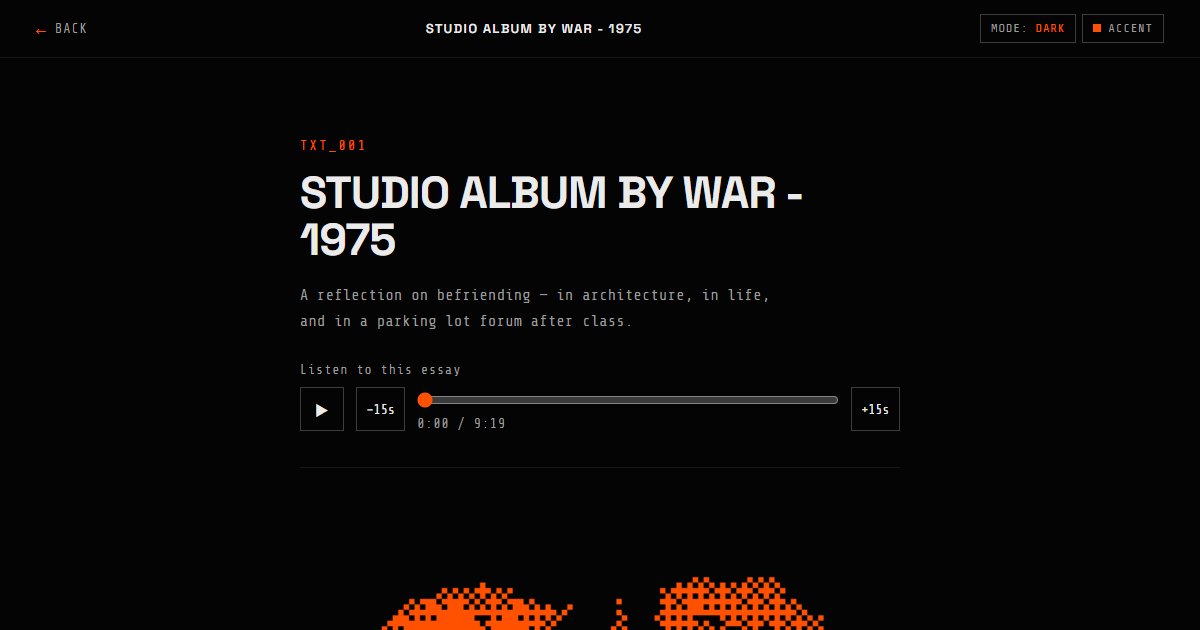 ← BACK
STUDIO ALBUM BY WAR - 1975
MODE: DARK
ACCENT
TXT_001
STUDIO ALBUM BY WAR -
1975
A reflection on befriending — in architecture, in life,
and in a parking lot forum after class.
Listen to this essay
▶ −15s +15s
0:00 / 9:19